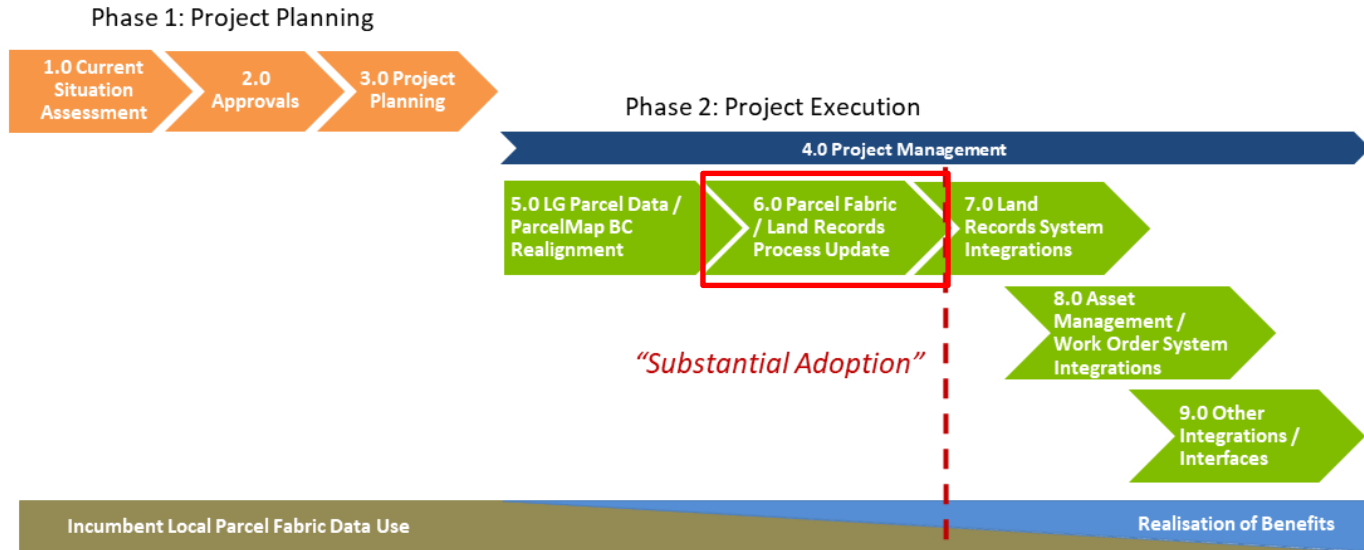 Phase 1: Project Planning
1.0 Current
Situation
Assessment
2.0
Approvals
3.0 Project
Planning
Phase 2: Project Execution
4.0 Project Management
5.0 LG Parcel Data /
ParcelMap BC
Realignment
6.0 Parcel Fabric
/ Land Records
Process Update
7.0 Land
Records System
Integrations
8.0 Asset
Management /
Work Order System
Integrations
“Substantial Adoption”
9.0 Other
Integrations /
Interfaces
Incumbent Local Parcel Fabric Data Use
Realisation of Benefits